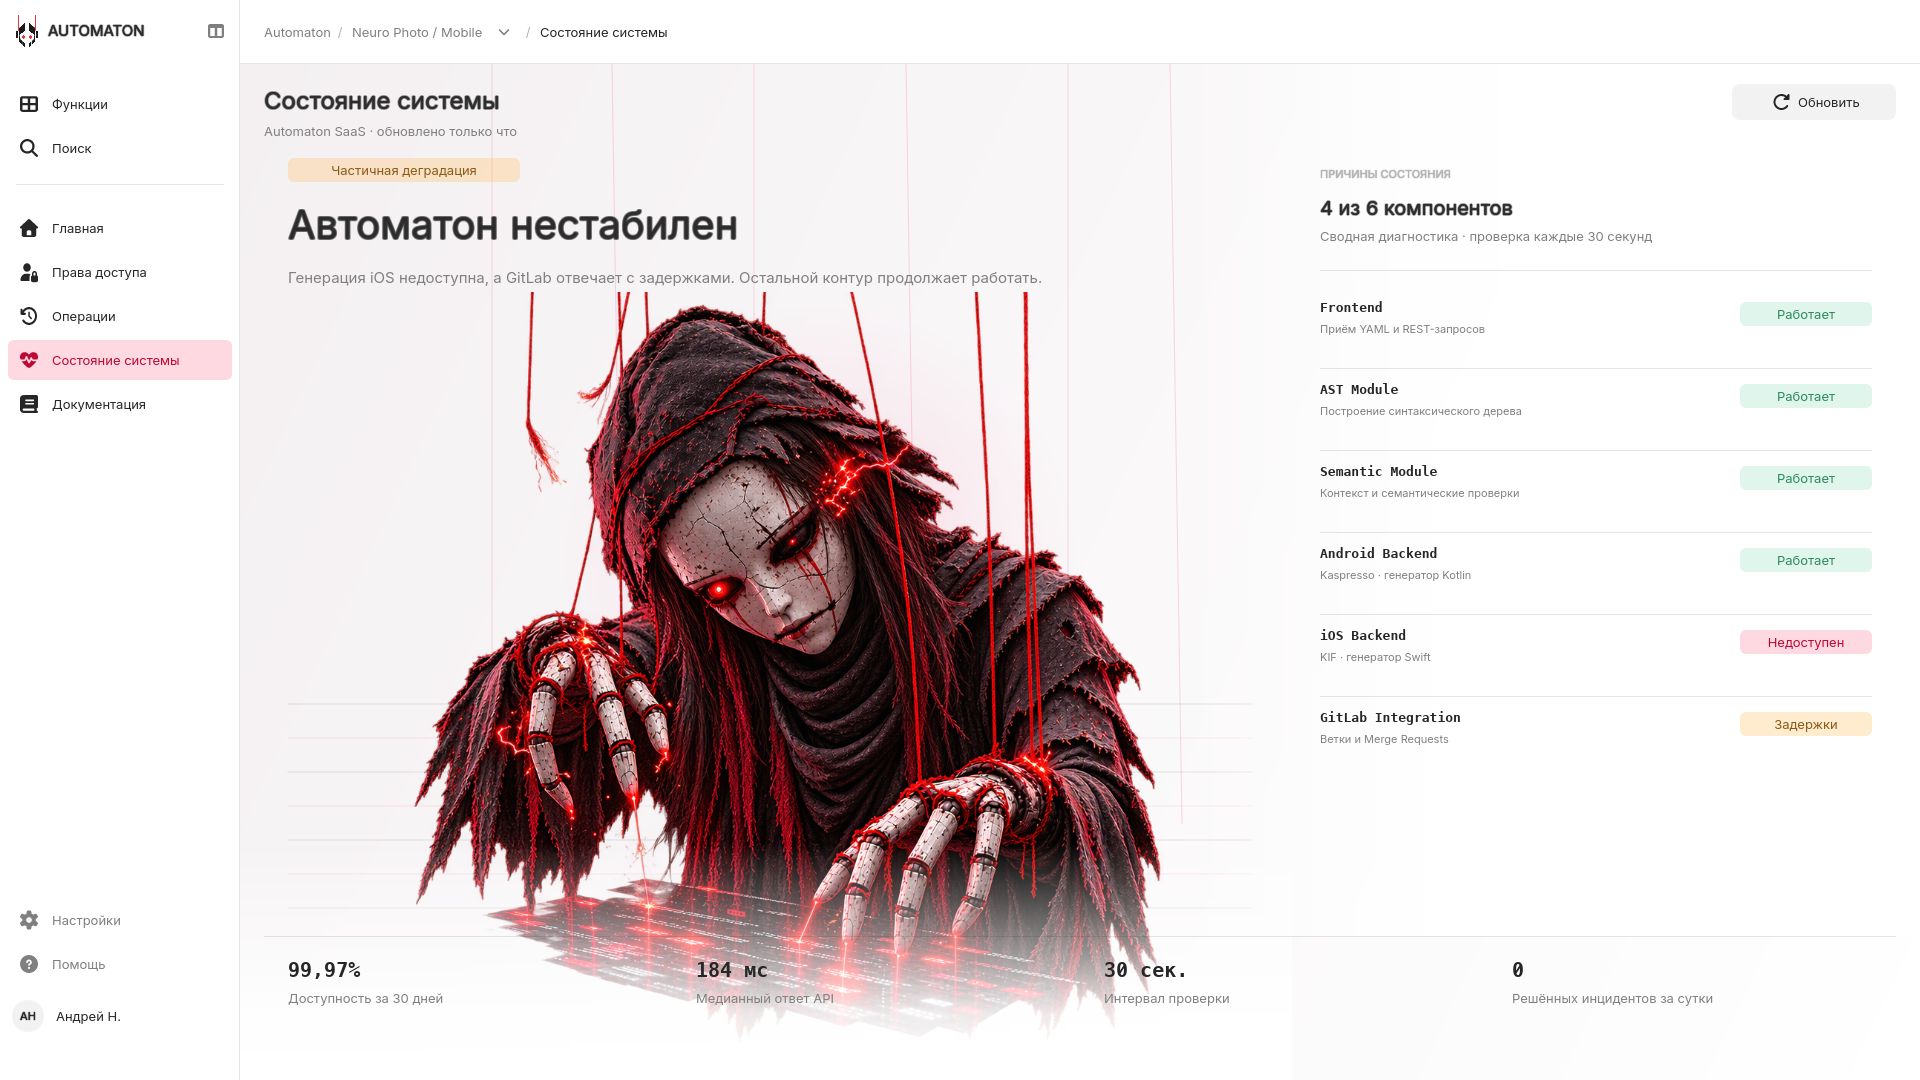 AUTOMATON
Функции
Поиск
Главная
Права доступа
Операции
Состояние системы
Документация
Настройки
Помощь
АН
Андрей Н.
Automaton / Neuro Photo / Mobile / Состояние системы
Состояние системы
Automaton SaaS · обновлено только что
Обновить
Частичная деградация
Автоматон нестабилен
Генерация iOS недоступна, а GitLab отвечает с задержками. Остальной контур продолжает работать.
ПРИЧИНЫ СОСТОЯНИЯ
4 из 6 компонентов
Сводная диагностика · проверка каждые 30 секунд
Frontend
Приём YAML и REST-запросов
Работает
AST Module
Построение синтаксического дерева
Работает
Semantic Module
Контекст и семантические проверки
Работает
Android Backend
Kaspresso · генератор Kotlin
Работает
iOS Backend
KIF · генератор Swift
Недоступен
GitLab Integration
Ветки и Merge Requests
Задержки
99,97%
Доступность за 30 дней
184 мс
Медианный ответ API
30 сек.
Интервал проверки
0
Решённых инцидентов за сутки